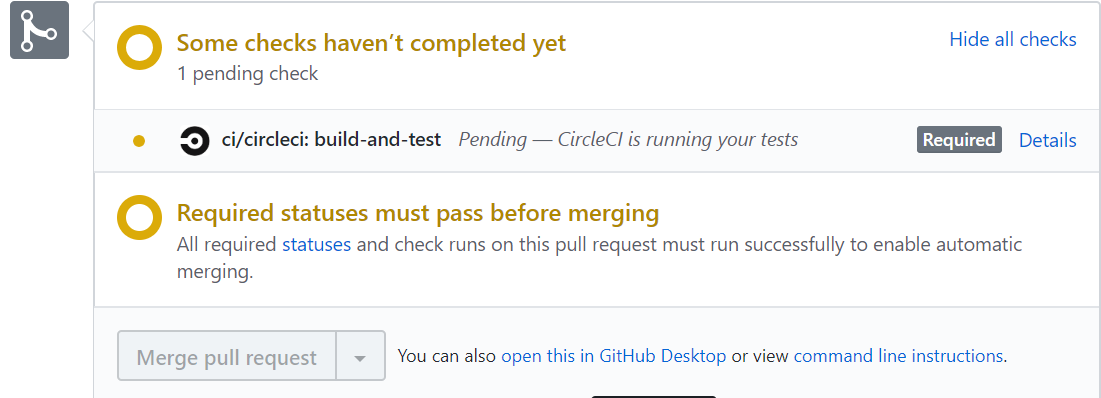 Some checks haven’t completed yet
Hide all checks
1 pending check
ci/circleci: build-and-test Pending — CircleCI is running your tests Required Details
Required statuses must pass before merging
All required statuses and check runs on this pull request must run successfully to enable automatic
merging.
Merge pull request You can also open this in GitHub Desktop or view command line instructions.